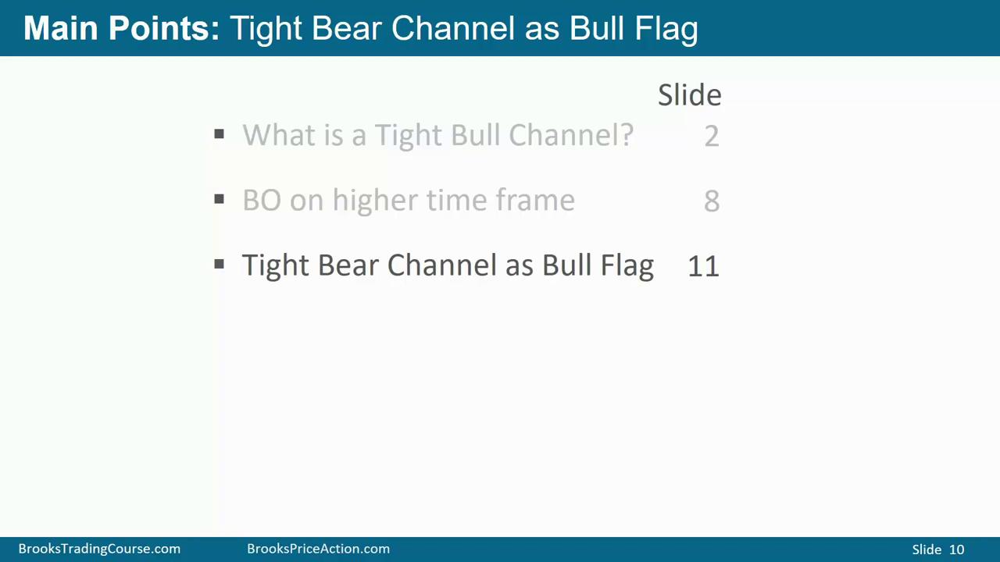 Main Points: Tight Bear Channel as Bull Flag
Slide
▪ What is a Tight Bull Channel? 2
▪ BO on higher time frame 8
▪ Tight Bear Channel as Bull Flag 11
BrooksTradingCourse.com BrooksPriceAction.com Slide 10